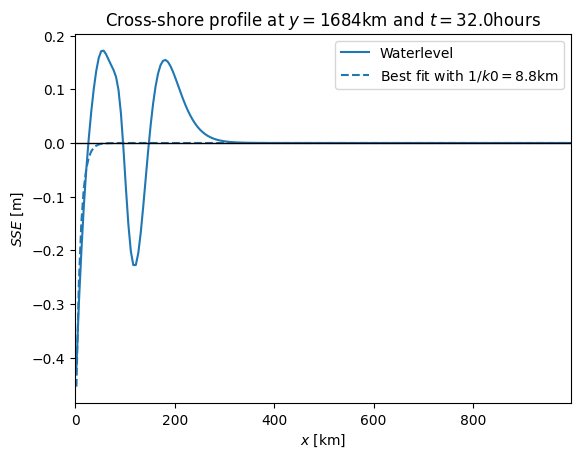 Cross-shore profile at y = 1684km and t = 32.0hours
Waterlevel
Best fit with 1/k0 = 8.8km
SSE [m]
0.2
0.1
0.0
−0.1
−0.2
−0.3
−0.4
0 200 400 600 800
x [km]